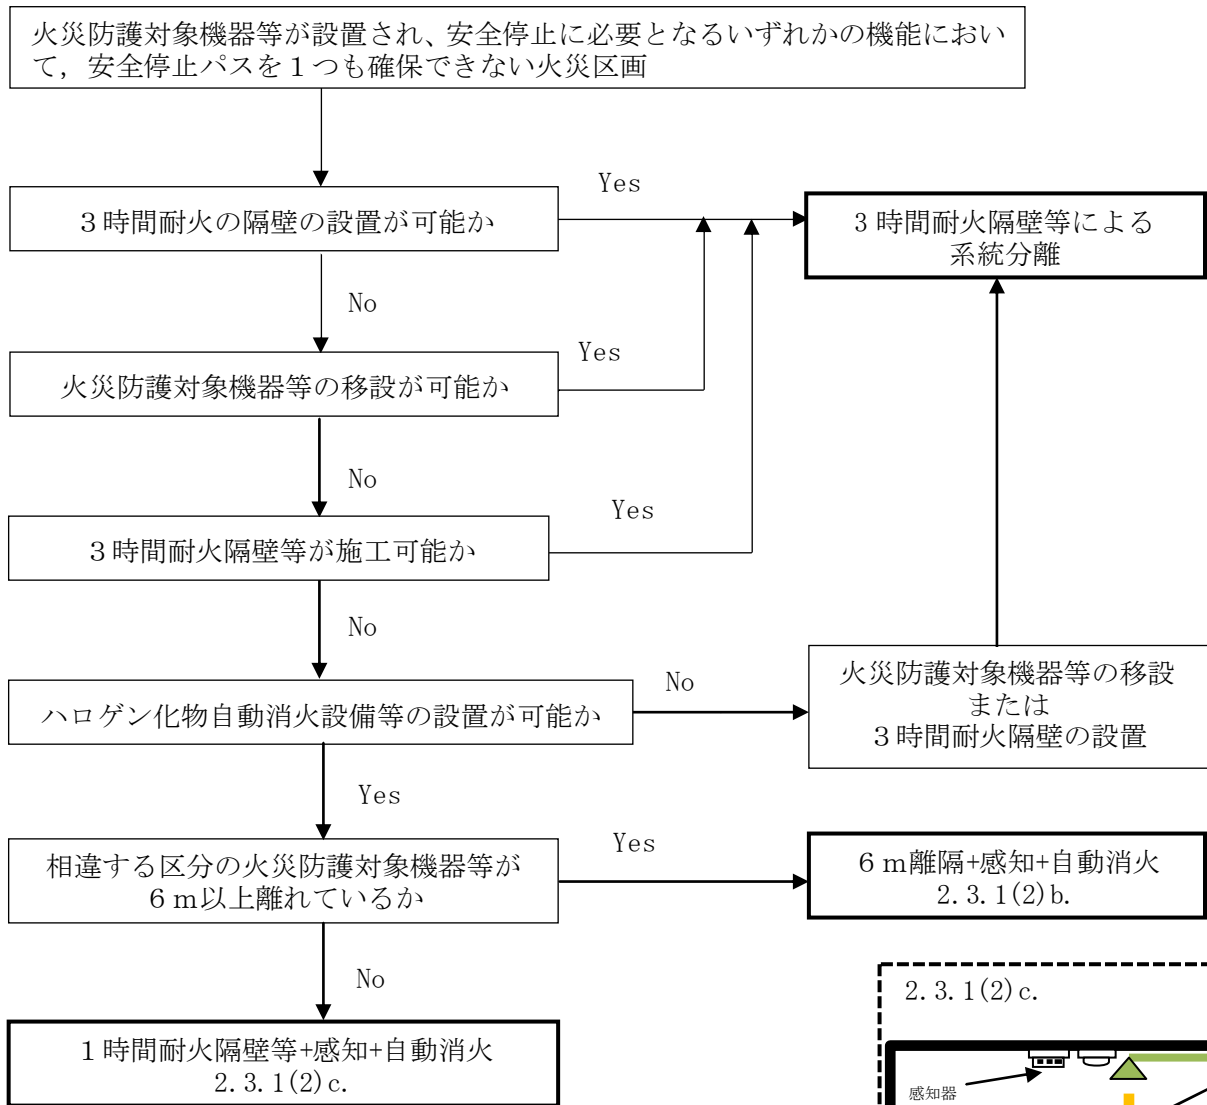 火災防護対象機器等が設置され、安全停止に必要となるいずれかの機能におい
て，安全停止パスを１つも確保できない火災区画
３時間耐火の隔壁の設置が可能か
Yes
３時間耐火隔壁等による
系統分離
No
火災防護対象機器等の移設が可能か
Yes
No
３時間耐火隔壁等が施工可能か
Yes
No
ハロゲン化物自動消火設備等の設置が可能か
No
火災防護対象機器等の移設
または
３時間耐火隔壁の設置
Yes
相違する区分の火災防護対象機器等が
６m以上離れているか
Yes
６m離隔+感知+自動消火
2.3.1(2)b.
No
１時間耐火隔壁等+感知+自動消火
2.3.1(2)c.
2.3.1(2)c.
感知器